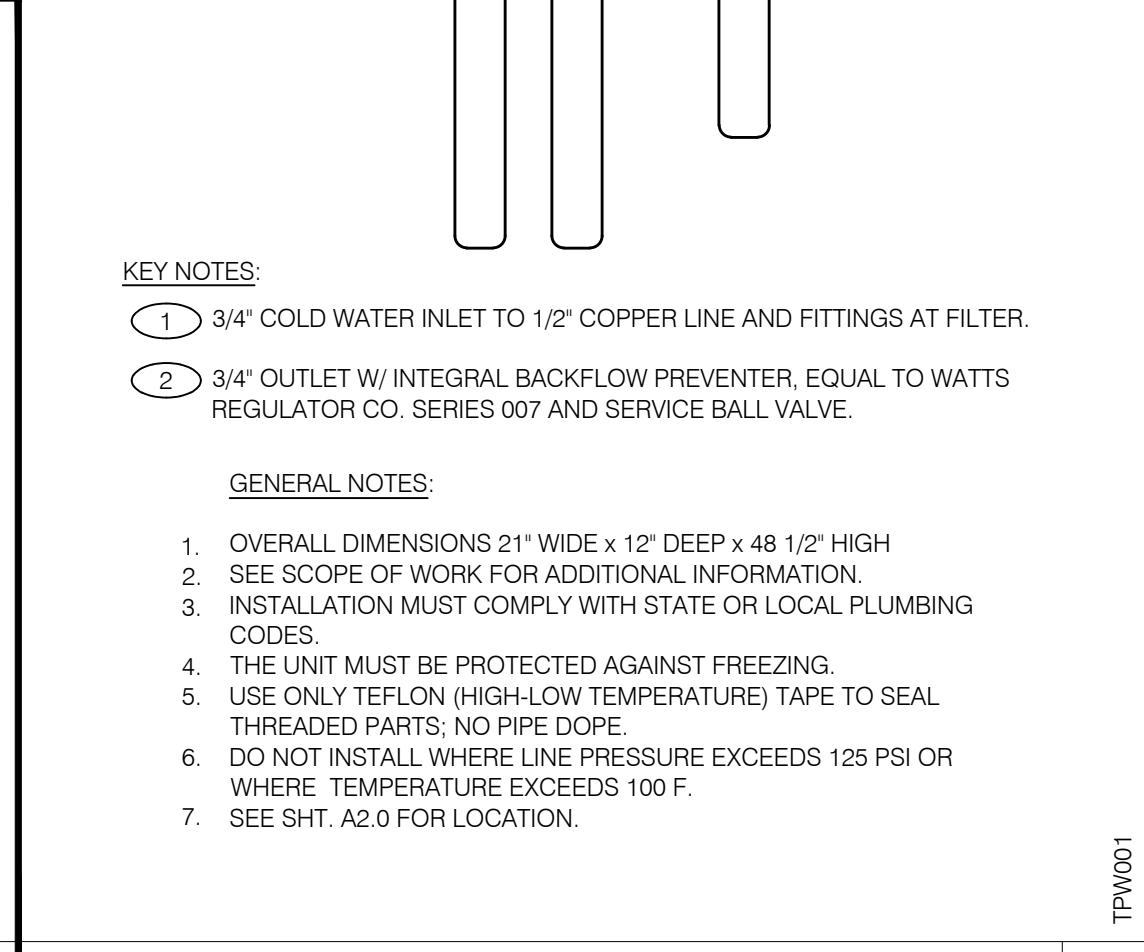 KEY NOTES:
1 3/4" COLD WATER INLET TO 1/2" COPPER LINE AND FITTINGS AT FILTER.
2 3/4" OUTLET W/ INTEGRAL BACKFLOW PREVENTER, EQUAL TO WATTS
REGULATOR CO. SERIES 007 AND SERVICE BALL VALVE.
GENERAL NOTES:
1. OVERALL DIMENSIONS 21" WIDE x 12" DEEP x 48 1/2" HIGH
2. SEE SCOPE OF WORK FOR ADDITIONAL INFORMATION.
3. INSTALLATION MUST COMPLY WITH STATE OR LOCAL PLUMBING
CODES.
4. THE UNIT MUST BE PROTECTED AGAINST FREEZING.
5. USE ONLY TEFLON (HIGH-LOW TEMPERATURE) TAPE TO SEAL
THREADED PARTS; NO PIPE DOPE.
6. DO NOT INSTALL WHERE LINE PRESSURE EXCEEDS 125 PSI OR
WHERE TEMPERATURE EXCEEDS 100 F.
7. SEE SHT. A2.0 FOR LOCATION.
TPW001